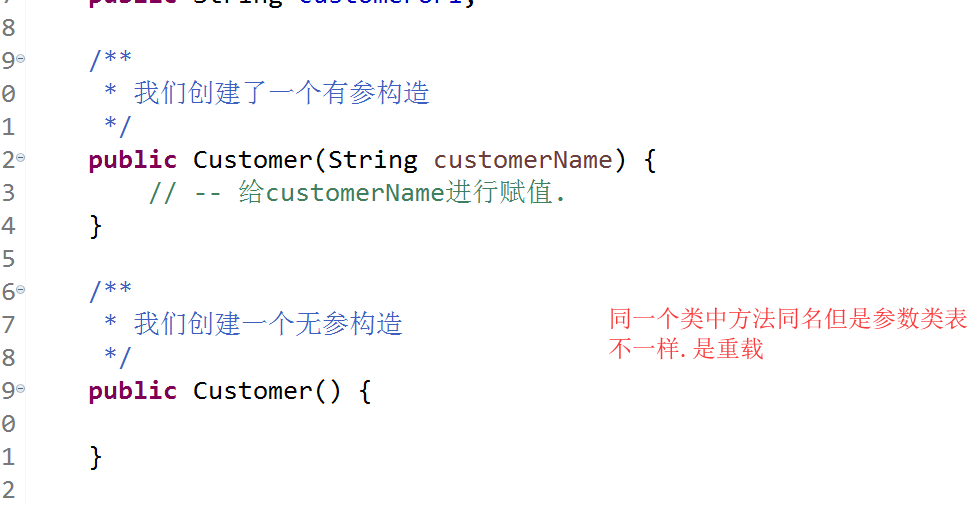 8
9 /**
0 * 我们创建了一个有参构造
1 */
2 public Customer(String customerName) {
3 // -- 给customerName进行赋值.
4 }
5
6 /**
7 * 我们创建一个无参构造
8 */
9 public Customer() {
0
1 }
2
同一个类中方法同名但是参数类表
不一样.是重载